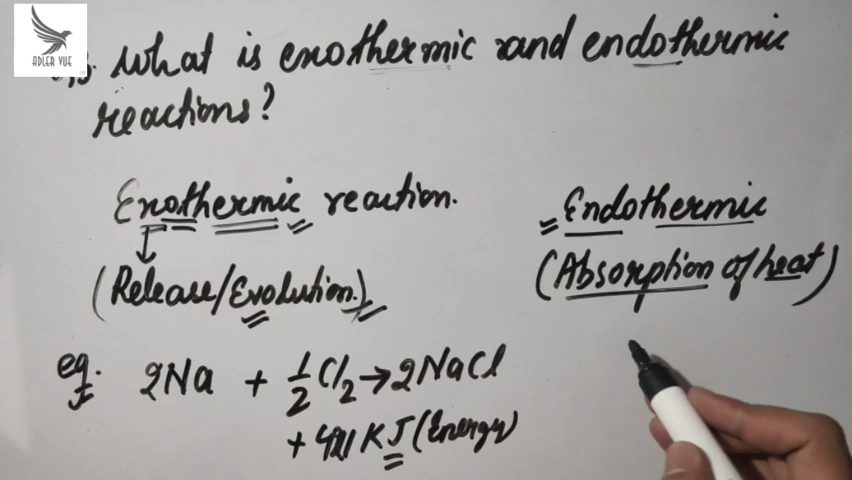 ADLER VUE
What is exothermic and endothermic
reactions?
Exothermic reaction.
(Release/Evolution.)
Endothermic
(Absorption of heat)
eg. 2Na + 1/2 Cl2 → 2NaCl
+ 411 KJ (Energy)